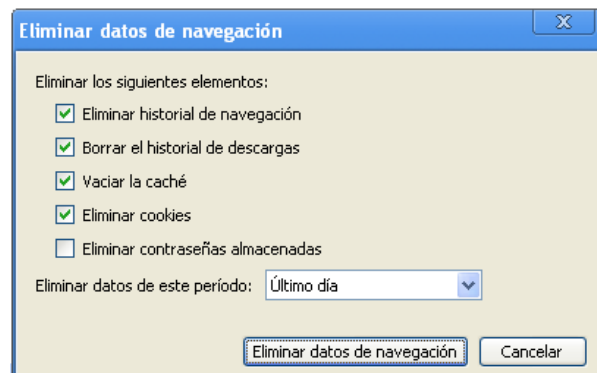 Eliminar datos de navegación
Eliminar los siguientes elementos:
Eliminar historial de navegación
Borrar el historial de descargas
Vaciar la caché
Eliminar cookies
Eliminar contraseñas almacenadas
Eliminar datos de este período: Último día
Eliminar datos de navegación Cancelar